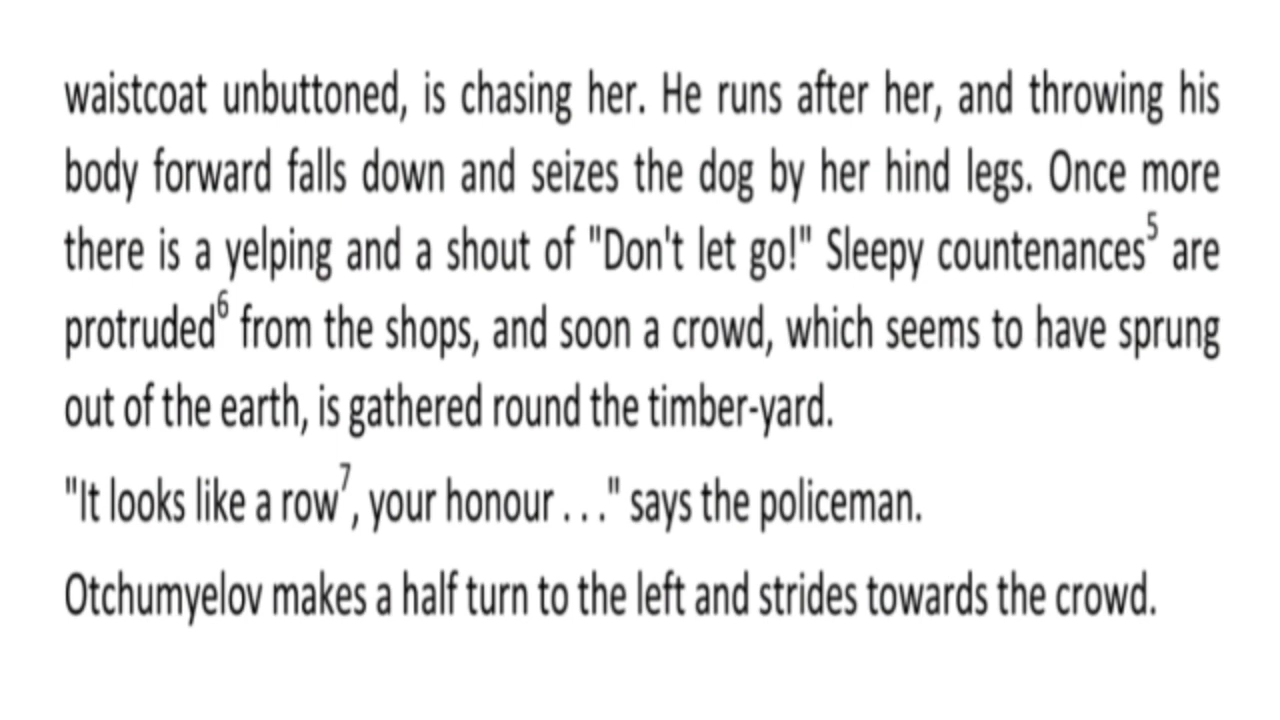 waistcoat unbuttoned, is chasing her. He runs after her, and throwing his
body forward falls down and seizes the dog by her hind legs. Once more
there is a yelping and a shout of "Don't let go!" Sleepy countenances⁵ are
protruded⁶ from the shops, and soon a crowd, which seems to have sprung
out of the earth, is gathered round the timber-yard.
"It looks like a row⁷, your honour . . ." says the policeman.
Otchumyelov makes a half turn to the left and strides towards the crowd.